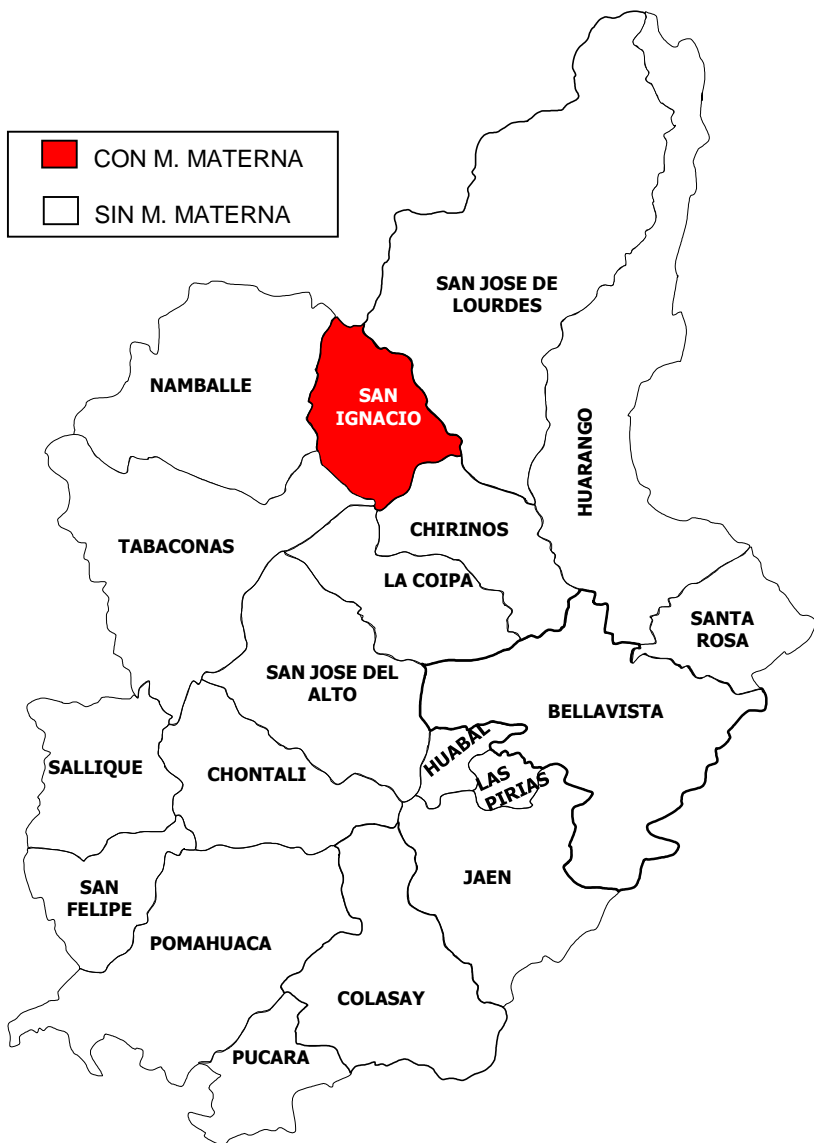 CON M. MATERNA
SIN M. MATERNA
SAN JOSE DE
LOURDES
NAMBALLE
SAN
IGNACIO
HUARANGO
CHIRINOS
TABACONAS
LA COIPA
SANTA
ROSA
SAN JOSE DEL
ALTO
BELLAVISTA
HUABAL
SALLIQUE
CHONTALI
LAS
PIRIAS
JAEN
SAN
FELIPE
POMAHUACA
COLASAY
PUCARA